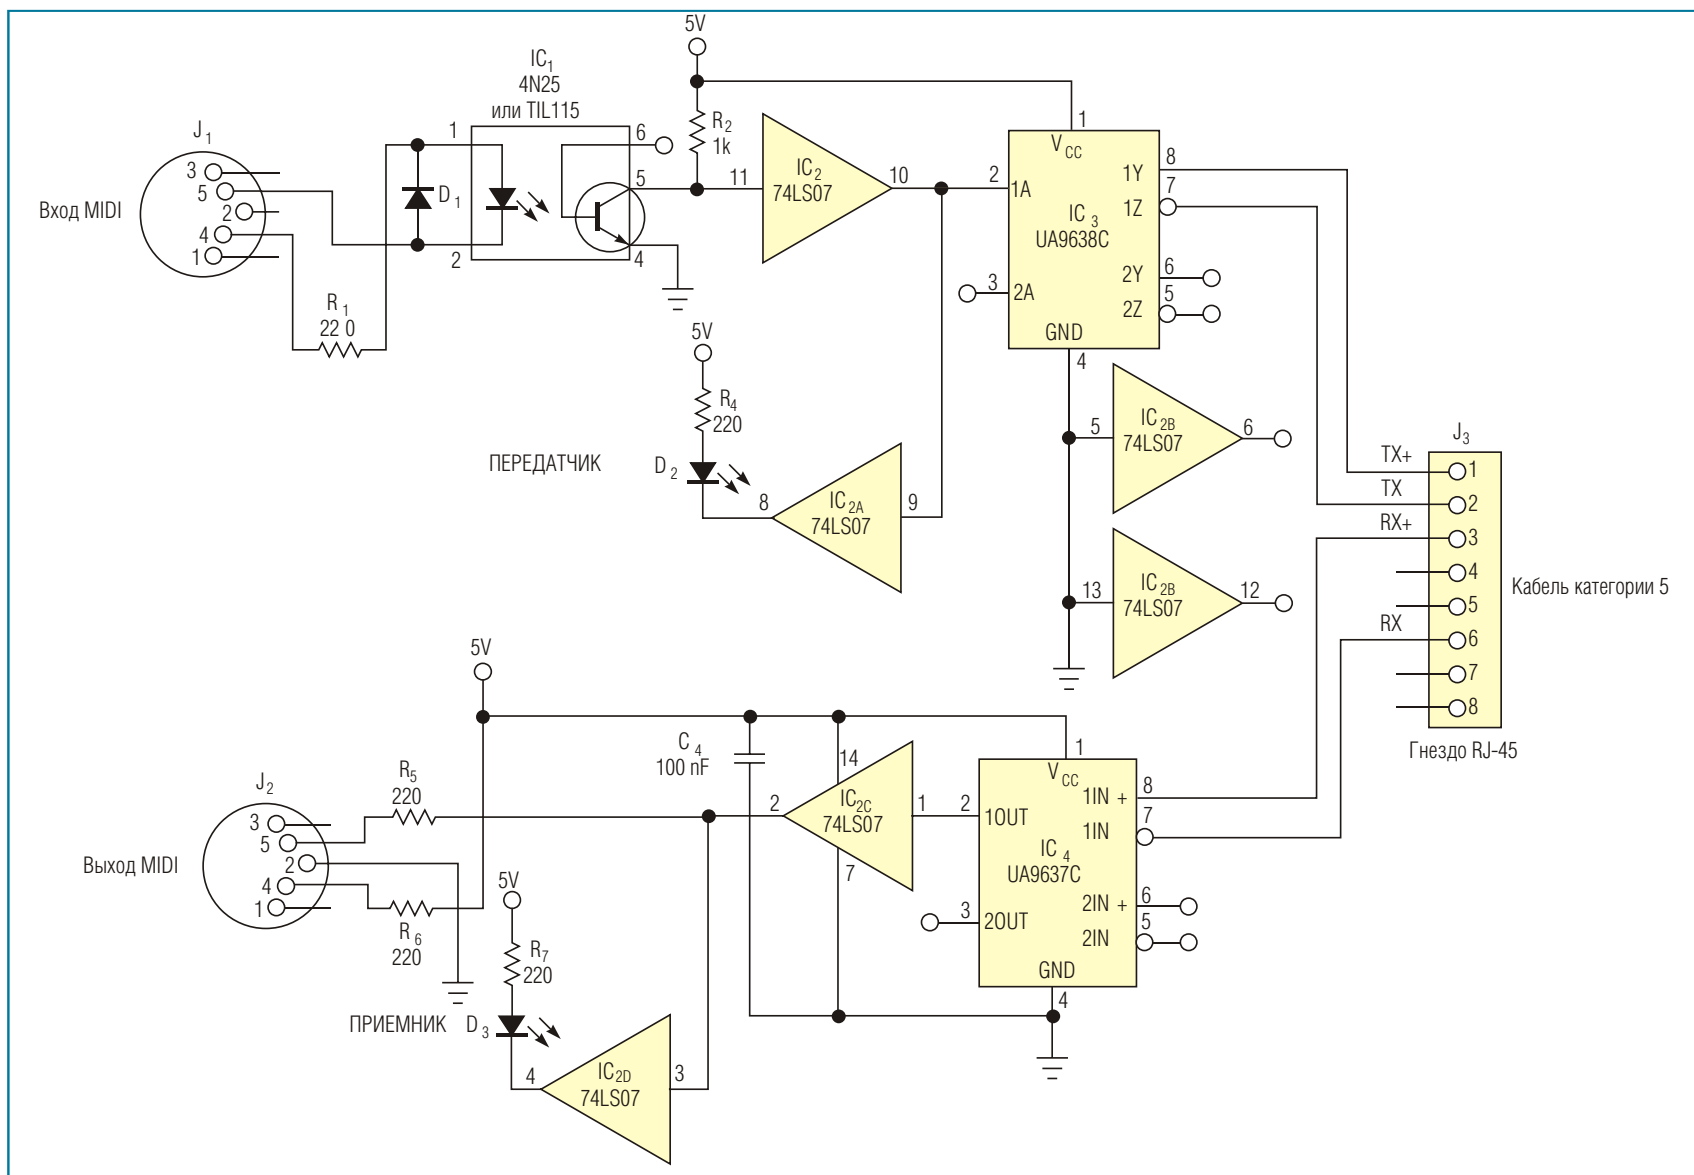 5V
IC1
4N25
или TIL115
J1
3
5
2
4
1
Вход MIDI
R1
22 0
D1
1
2
6
5
4
R2
1k
11
IC2
74LS07
10
1
VCC
2
1A
IC3
UA9638C
3
2A
GND
4
1Y
8
7
1Z
2Y
6
5
2Z
5V
R4
220
D2
ПЕРЕДАТЧИК
8
IC2A
74LS07
9
5
IC2B
74LS07
6
13
IC2B
74LS07
12
J3
TX+
1
TX
2
RX+
3
4
5
RX
6
7
8
Кабель категории 5
Гнездо RJ-45
5V
C4
100 nF
J2
3
5
2
4
1
Выход MIDI
R5
220
R6
220
2
14
IC2C
74LS07
7
1
1
VCC
2
1OUT
IC4
UA9637C
3
2OUT
GND
4
1IN +
8
7
1IN
2IN +
6
5
2IN
5V
R7
220
ПРИЕМНИК
D3
4
IC2D
74LS07
3